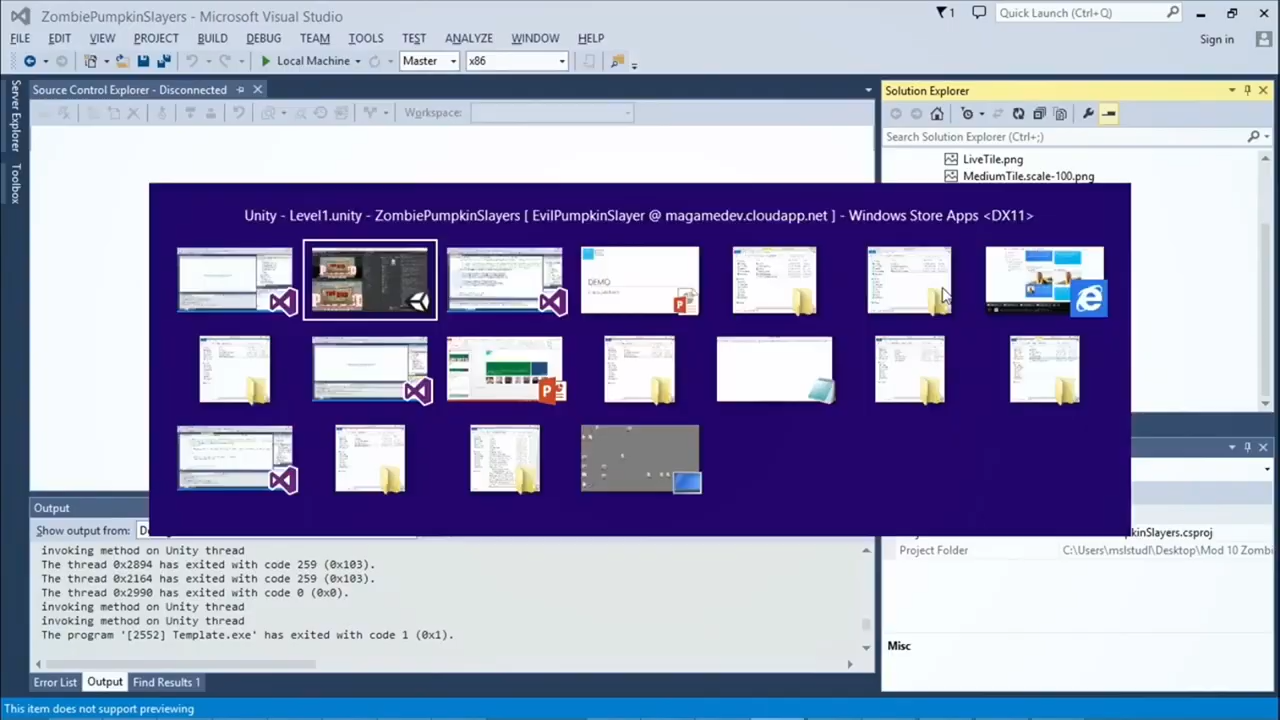 ZombiePumpkinSlayers - Microsoft Visual Studio
1
Quick Launch (Ctrl+Q)
FILE EDIT VIEW PROJECT BUILD DEBUG TEAM TOOLS TEST ANALYZE WINDOW HELP
Sign in
Local Machine Master x86
Server Explorer
Toolbox
Source Control Explorer - Disconnected
Workspace:
Solution Explorer
Search Solution Explorer (Ctrl+;)
LiveTile.png
MediumTile.scale-100.png
Unity - Level1.unity - ZombiePumpkinSlayers [ EvilPumpkinSlayer @ magamedev.cloudapp.net ] - Windows Store Apps <DX11>
DEMO
Output
Show output from: De
invoking method on Unity thread
The thread 0x2894 has exited with code 259 (0x103).
The thread 0x2164 has exited with code 259 (0x103).
The thread 0x2990 has exited with code 0 (0x0).
invoking method on Unity thread
invoking method on Unity thread
The program '[2552] Template.exe' has exited with code 1 (0x1).
Error List Output Find Results 1
kinSlayers.csproj
Project Folder C:\Users\mslstudl\Desktop\Mod 10 Zombi
Misc
This item does not support previewing